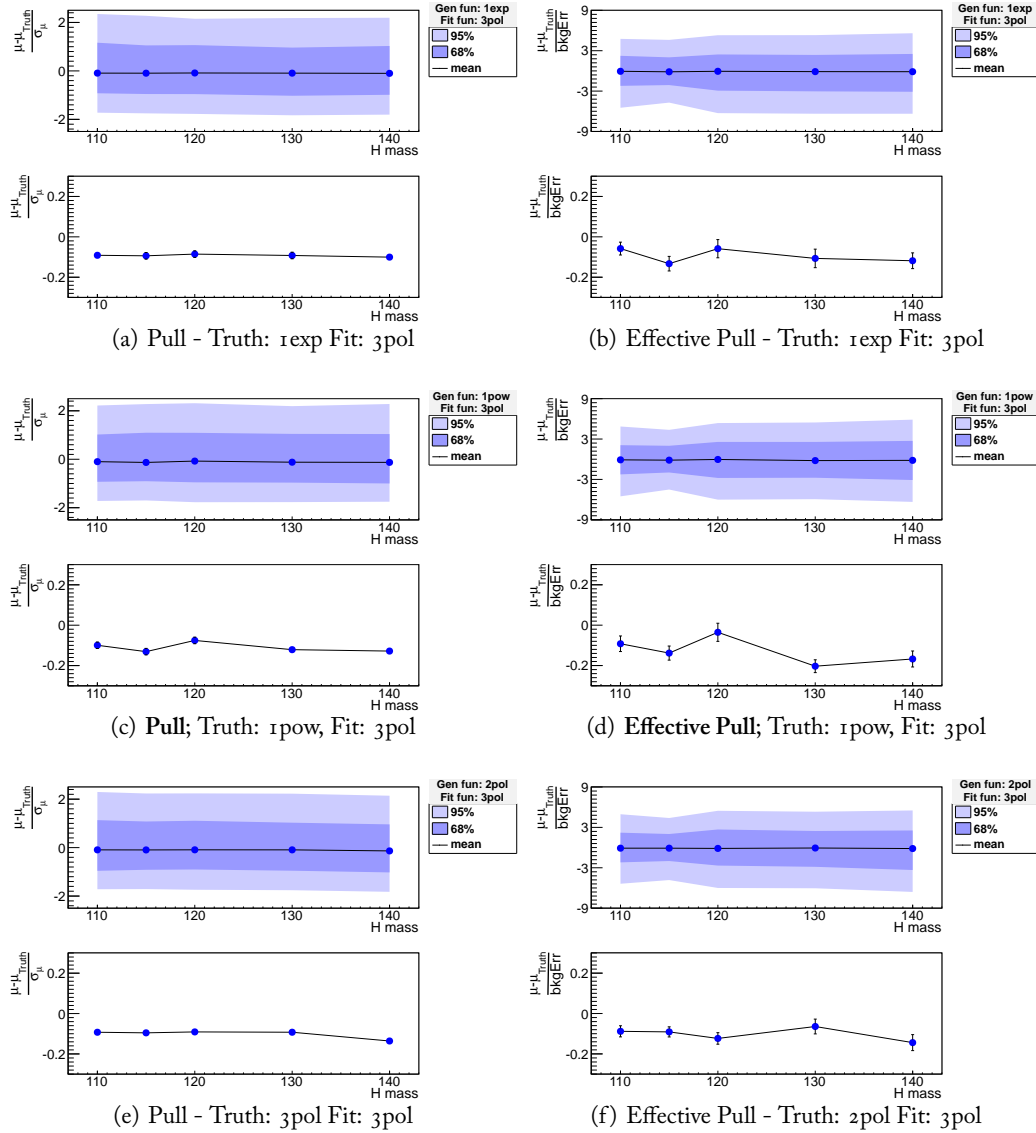 μ-μTruth
σμ
2
0
-2
110 120 130 140
H mass
Gen fun: 1exp
Fit fun: 3pol
95%
68%
mean
μ-μTruth
σμ
0.2
0
-0.2
110 120 130 140
H mass
(a) Pull - Truth: 1exp Fit: 3pol
μ-μTruth
bkgErr
9
3
-3
-9
110 120 130 140
H mass
Gen fun: 1exp
Fit fun: 3pol
95%
68%
mean
μ-μTruth
bkgErr
0.2
0
-0.2
110 120 130 140
H mass
(b) Effective Pull - Truth: 1exp Fit: 3pol
μ-μTruth
σμ
2
0
-2
110 120 130 140
H mass
Gen fun: 1pow
Fit fun: 3pol
95%
68%
mean
μ-μTruth
σμ
0.2
0
-0.2
110 120 130 140
H mass
(c) Pull; Truth: 1pow, Fit: 3pol
μ-μTruth
bkgErr
9
3
-3
-9
110 120 130 140
H mass
Gen fun: 1pow
Fit fun: 3pol
95%
68%
mean
μ-μTruth
bkgErr
0.2
0
-0.2
110 120 130 140
H mass
(d) Effective Pull; Truth: 1pow, Fit: 3pol
μ-μTruth
σμ
2
0
-2
110 120 130 140
H mass
Gen fun: 2pol
Fit fun: 3pol
95%
68%
mean
μ-μTruth
σμ
0.2
0
-0.2
110 120 130 140
H mass
(e) Pull - Truth: 3pol Fit: 3pol
μ-μTruth
bkgErr
9
3
-3
-9
110 120 130 140
H mass
Gen fun: 2pol
Fit fun: 3pol
95%
68%
mean
μ-μTruth
bkgErr
0.2
0
-0.2
110 120 130 140
H mass
(f) Effective Pull - Truth: 2pol Fit: 3pol